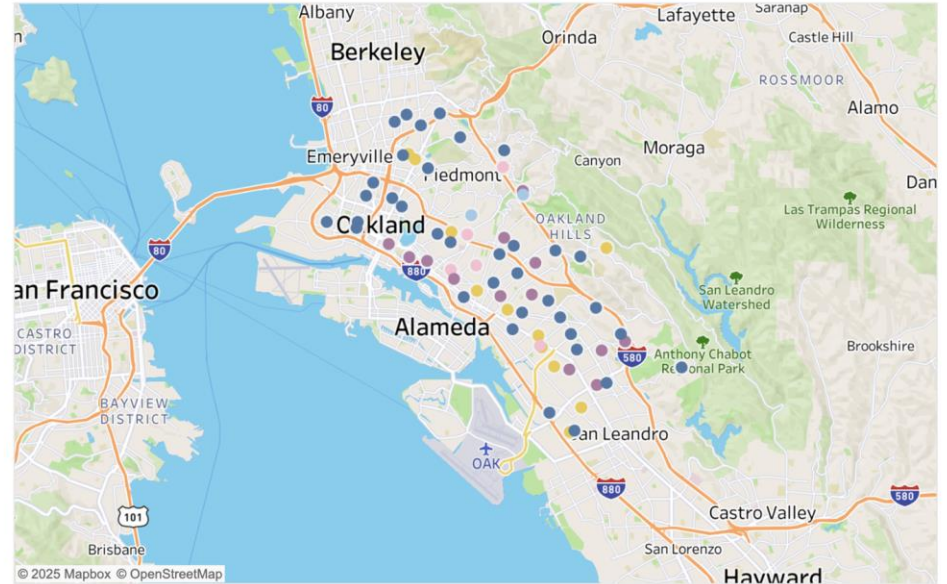 Albany
Lafayette
Saranap
Castle Hill
Orinda
Berkeley
ROSSMOOR
80
Alamo
Emeryville
Moraga
Canyon
Piedmont
Dan
Las Trampas Regional
Wilderness
OAKLAND
HILLS
Oakland
80
880
San Leandro
Watershed
an Francisco
CASTRO
DISTRICT
Alameda
Brookshire
580
Anthony Chabot
Regional Park
BAYVIEW
DISTRICT
San Leandro
OAK
880
580
101
Castro Valley
Brisbane
San Lorenzo
Hayward
© 2025 Mapbox © OpenStreetMap